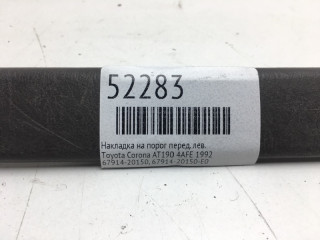 52283
Накладка на порог перед. лев.
Toyota Corona AT190 4AFE 1992
67914-20150, 67914-20150-E0